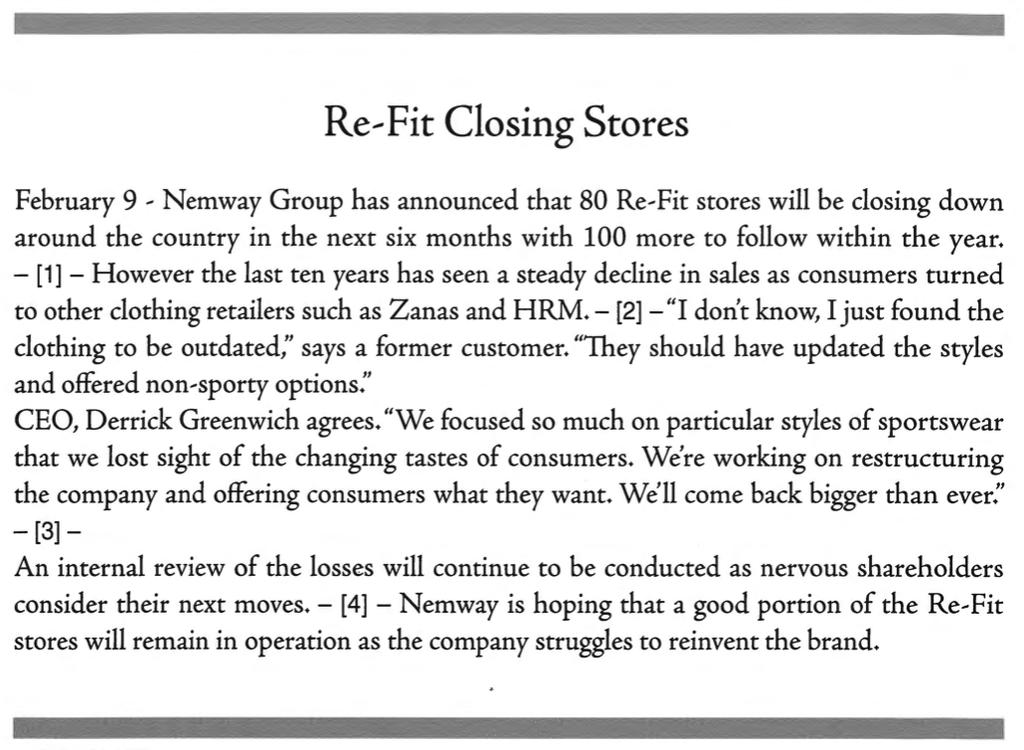 Re-Fit Closing Stores
February 9 - Nemway Group has announced that 80 Re-Fit stores will be closing down
around the country in the next six months with 100 more to follow within the year.
– [1] – However the last ten years has seen a steady decline in sales as consumers turned
to other clothing retailers such as Zanas and HRM. – [2] – “I don't know, I just found the
clothing to be outdated,” says a former customer. “They should have updated the styles
and offered non-sporty options.”
CEO, Derrick Greenwich agrees. “We focused so much on particular styles of sportswear
that we lost sight of the changing tastes of consumers. We're working on restructuring
the company and offering consumers what they want. We'll come back bigger than ever.”
– [3] –
An internal review of the losses will continue to be conducted as nervous shareholders
consider their next moves. – [4] – Nemway is hoping that a good portion of the Re-Fit
stores will remain in operation as the company struggles to reinvent the brand.